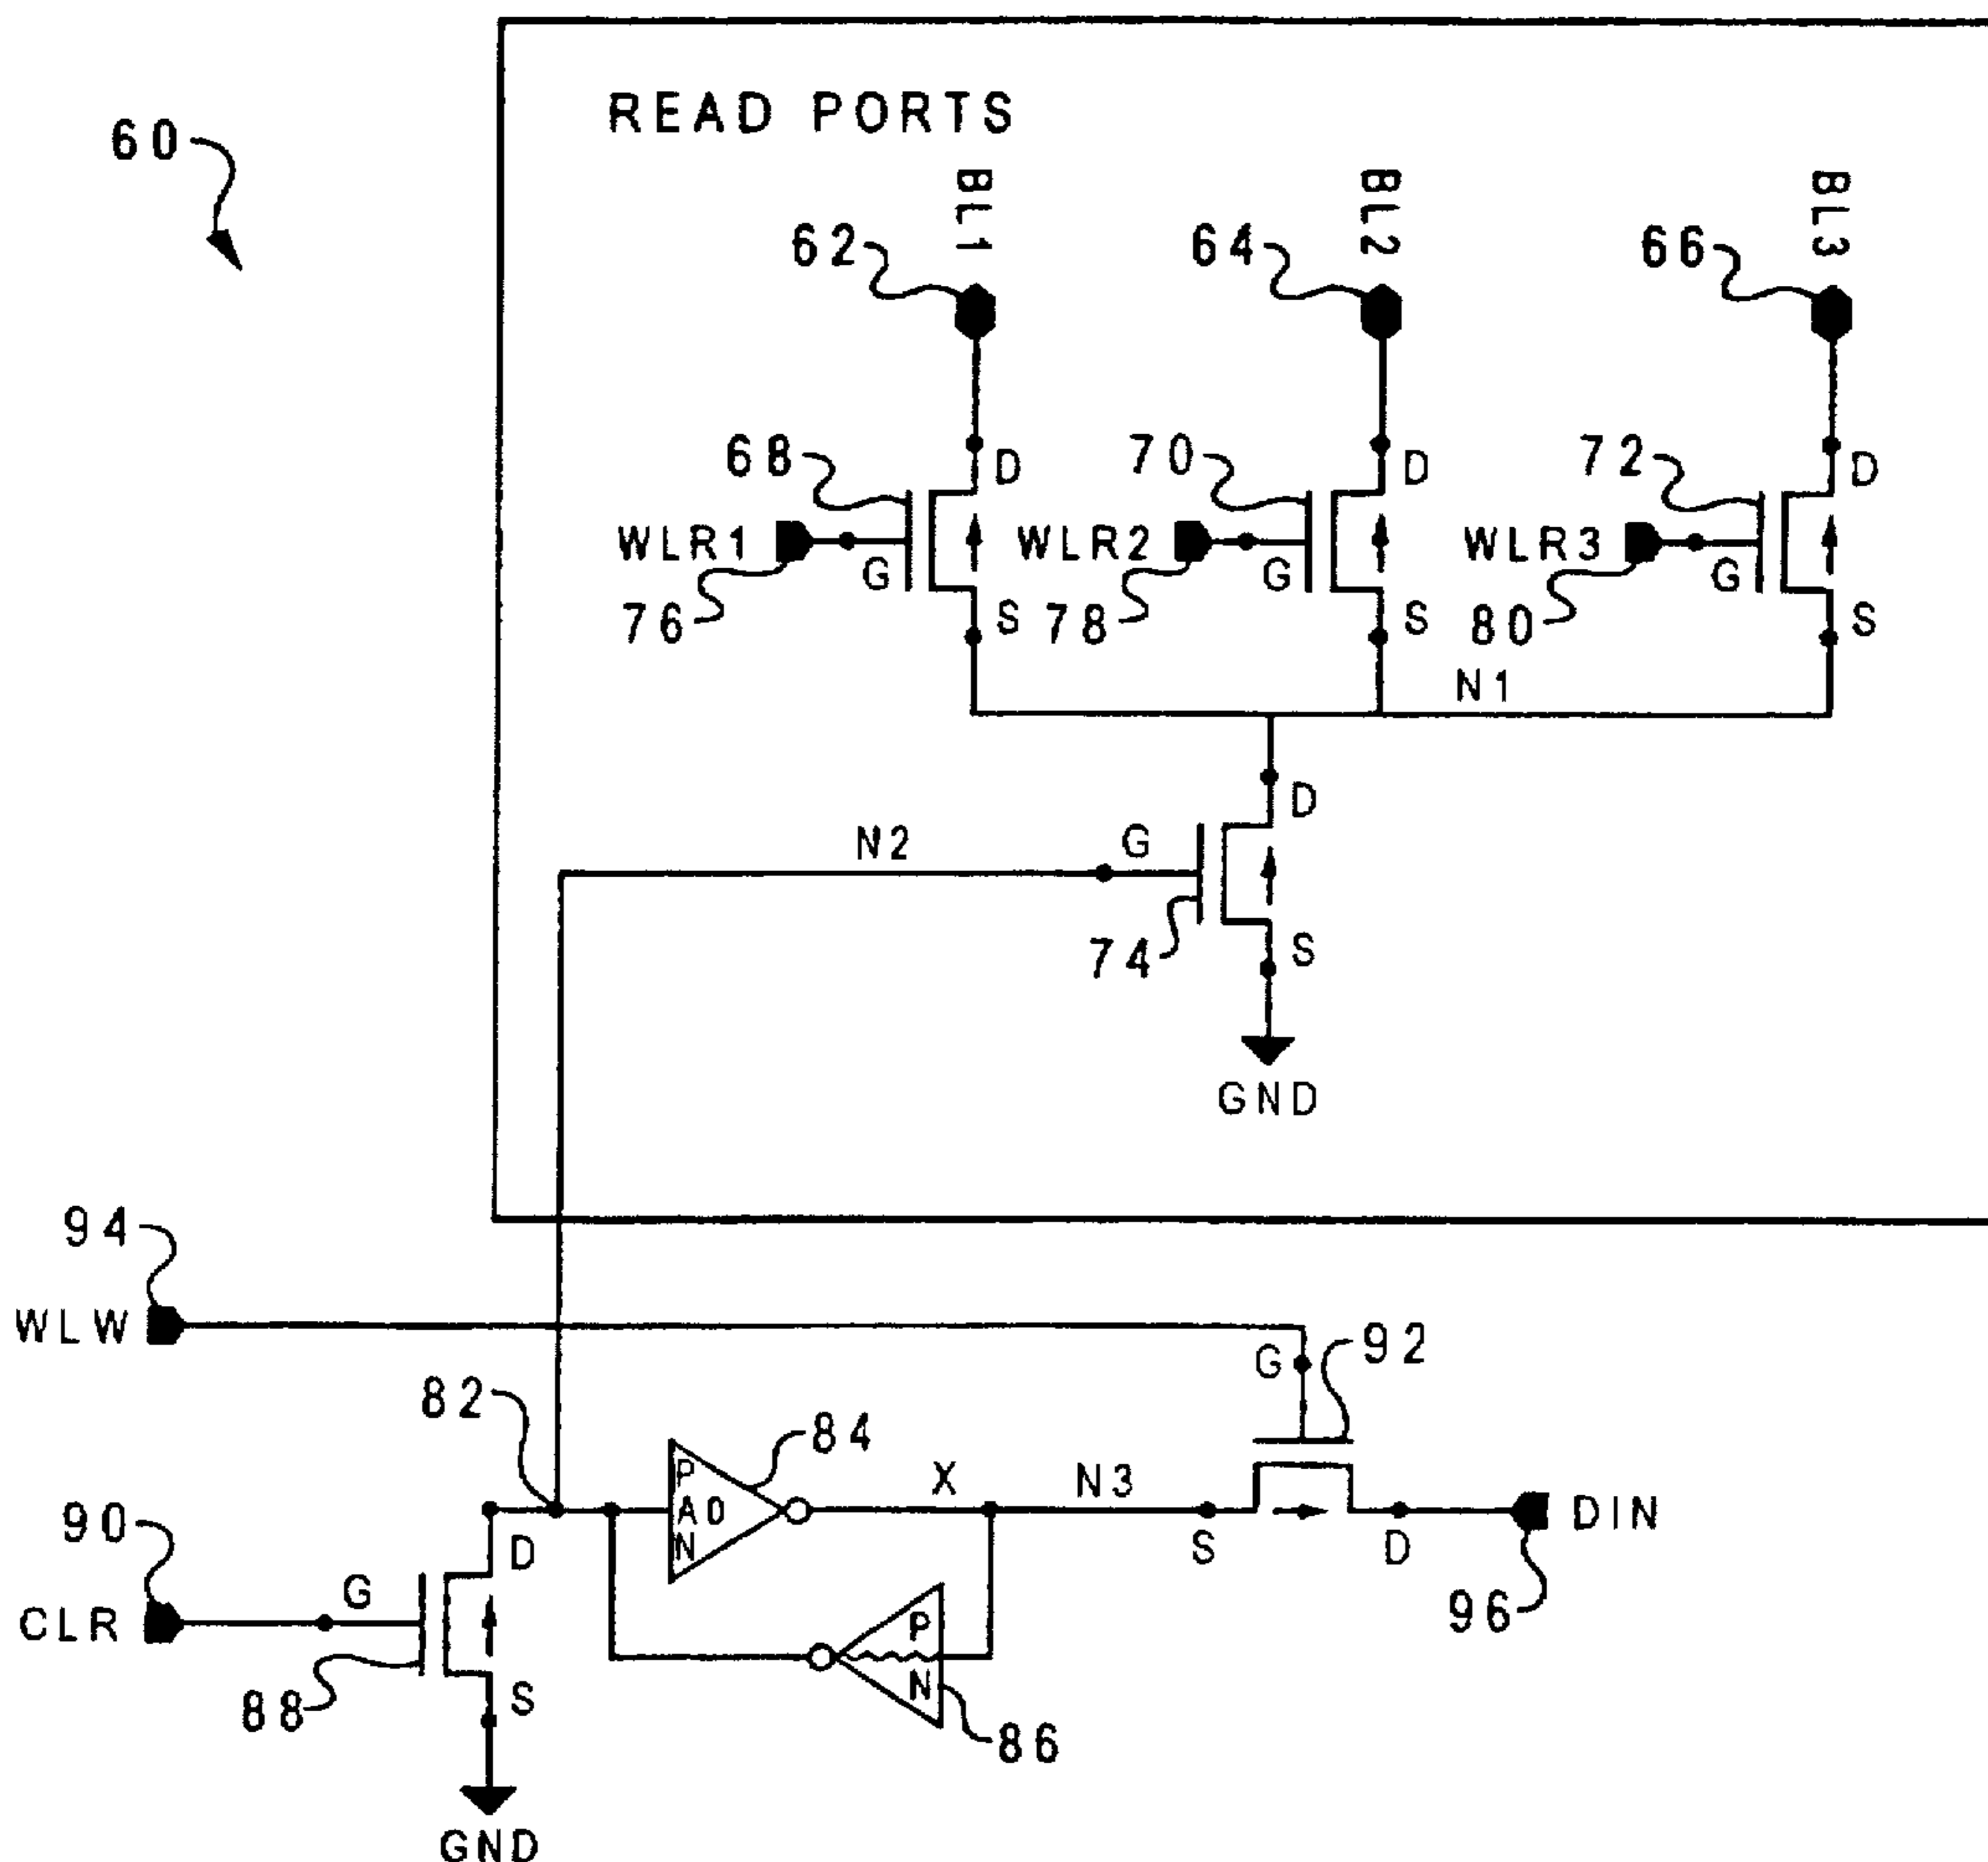 READ PORTS
60
BL1
BL2
BL3
62
64
66
68
D
70
D
72
D
WLR1
G
WLR2
G
WLR3
G
76
S
78
S
80
S
N1
D
N2
G
74
S
GND
94
WLW
G
92
82
84
P
A0
N
X
N3
S
D
DIN
96
90
CLR
G
D
88
S
P
N
86
GND